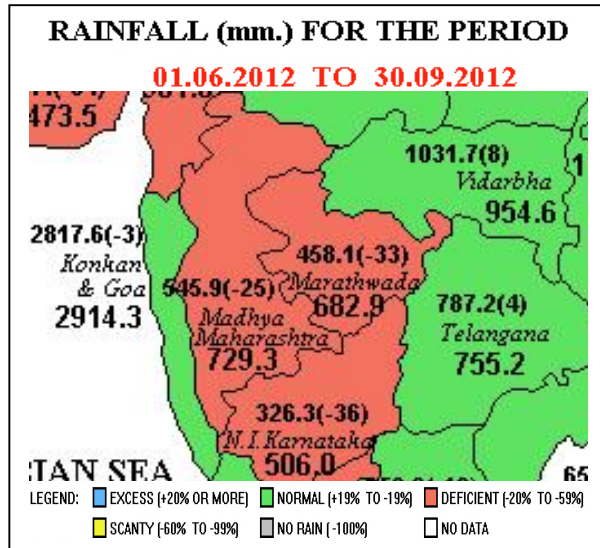 RAINFALL (mm.) FOR THE PERIOD
01.06.2012 TO 30.09.2012
473.5
1031.7(8)
Vidarbha
954.6
2817.6(-3)
Konkan
& Goa
2914.3
458.1(-33)
Marathwada
682.9
545.9(-25)
Madhya
Maharashtra
729.3
787.2(4)
Telangana
755.2
326.3(-36)
N.I.Karnataka
506.0
SEA
65
LEGEND: EXCESS (+20% OR MORE) NORMAL (+19% TO -19%) DEFICIENT (-20% TO -59%)
SCANTY (-60% TO -99%) NO RAIN (-100%) NO DATA